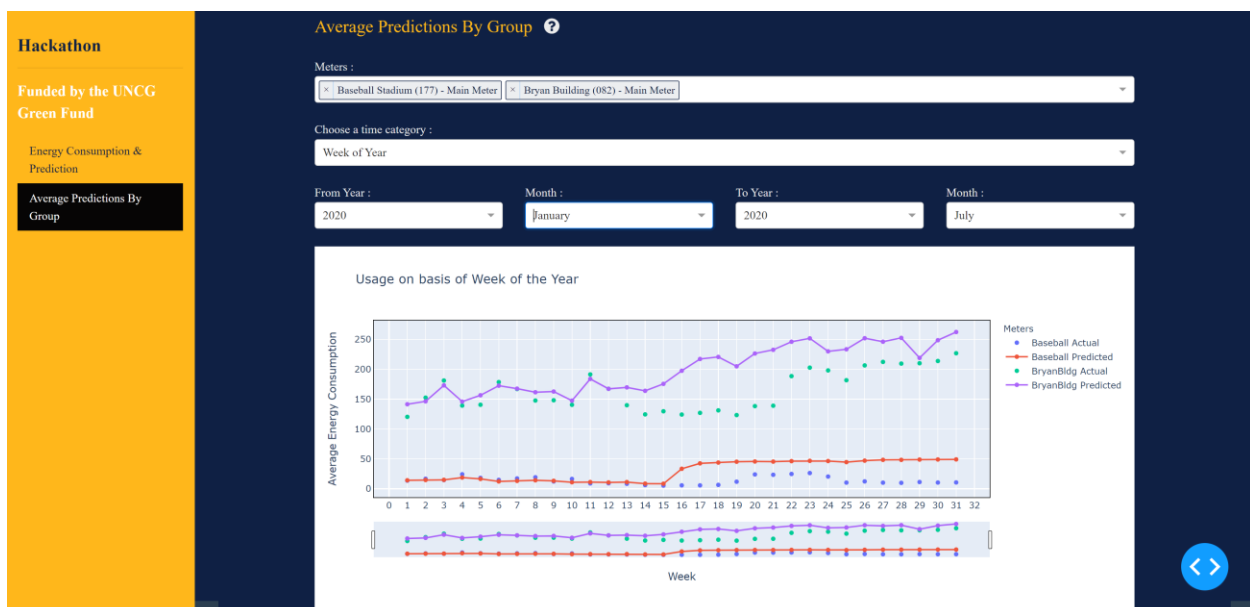 Hackathon
Funded by the UNCG
Green Fund
Energy Consumption &
Prediction
Average Predictions By
Group
Average Predictions By Group ?
Meters :
× Baseball Stadium (177) - Main Meter × Bryan Building (082) - Main Meter
Choose a time category :
Week of Year
From Year : Month : To Year : Month :
2020 January 2020 July
Usage on basis of Week of the Year
Average Energy Consumption
250
200
150
100
50
0
0 1 2 3 4 5 6 7 8 9 10 11 12 13 14 15 16 17 18 19 20 21 22 23 24 25 26 27 28 29 30 31 32
Week
Meters
Baseball Actual
Baseball Predicted
BryanBldg Actual
BryanBldg Predicted